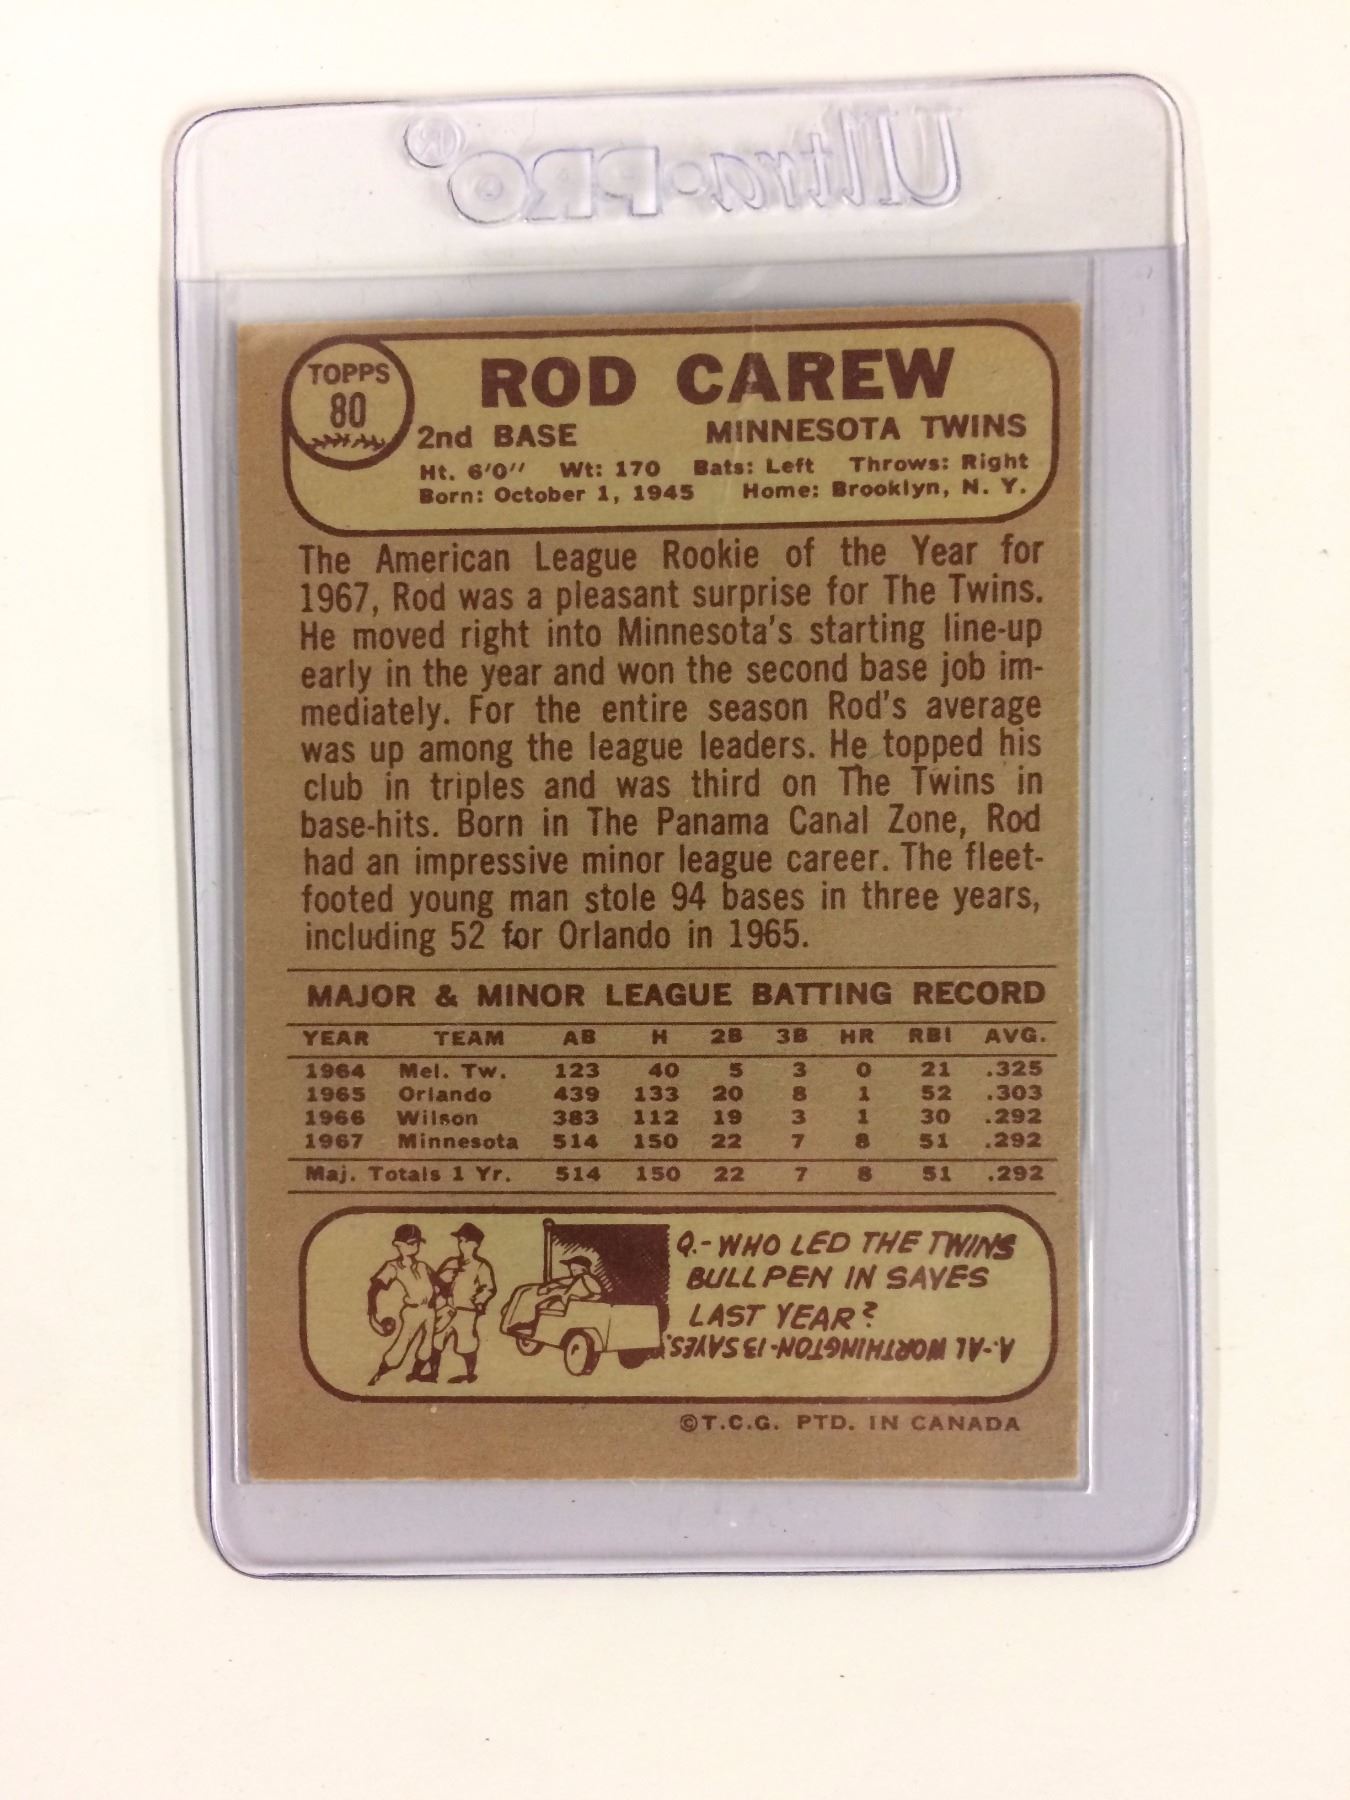 Ultra•PRO®
TOPPS
80
ROD CAREW
2nd BASE MINNESOTA TWINS
Ht. 6'0'' Wt: 170 Bats: Left Throws: Right
Born: October 1, 1945 Home: Brooklyn, N. Y.
The American League Rookie of the Year for
1967, Rod was a pleasant surprise for The Twins.
He moved right into Minnesota's starting line-up
early in the year and won the second base job im-
mediately. For the entire season Rod's average
was up among the league leaders. He topped his
club in triples and was third on The Twins in
base-hits. Born in The Panama Canal Zone, Rod
had an impressive minor league career. The fleet-
footed young man stole 94 bases in three years,
including 52 for Orlando in 1965.
MAJOR & MINOR LEAGUE BATTING RECORD
YEAR TEAM AB H 2B 3B HR RBI AVG.
1964 Mel. Tw. 123 40 5 3 0 21 .325
1965 Orlando 439 133 20 8 1 52 .303
1966 Wilson 383 112 19 3 1 30 .292
1967 Minnesota 514 150 22 7 8 51 .292
Maj. Totals 1 Yr. 514 150 22 7 8 51 .292
Q.-WHO LED THE TWINS
BULLPEN IN SAVES
LAST YEAR?
A.-AL WORTHINGTON-13 SAVES.
©T.C.G. PTD. IN CANADA